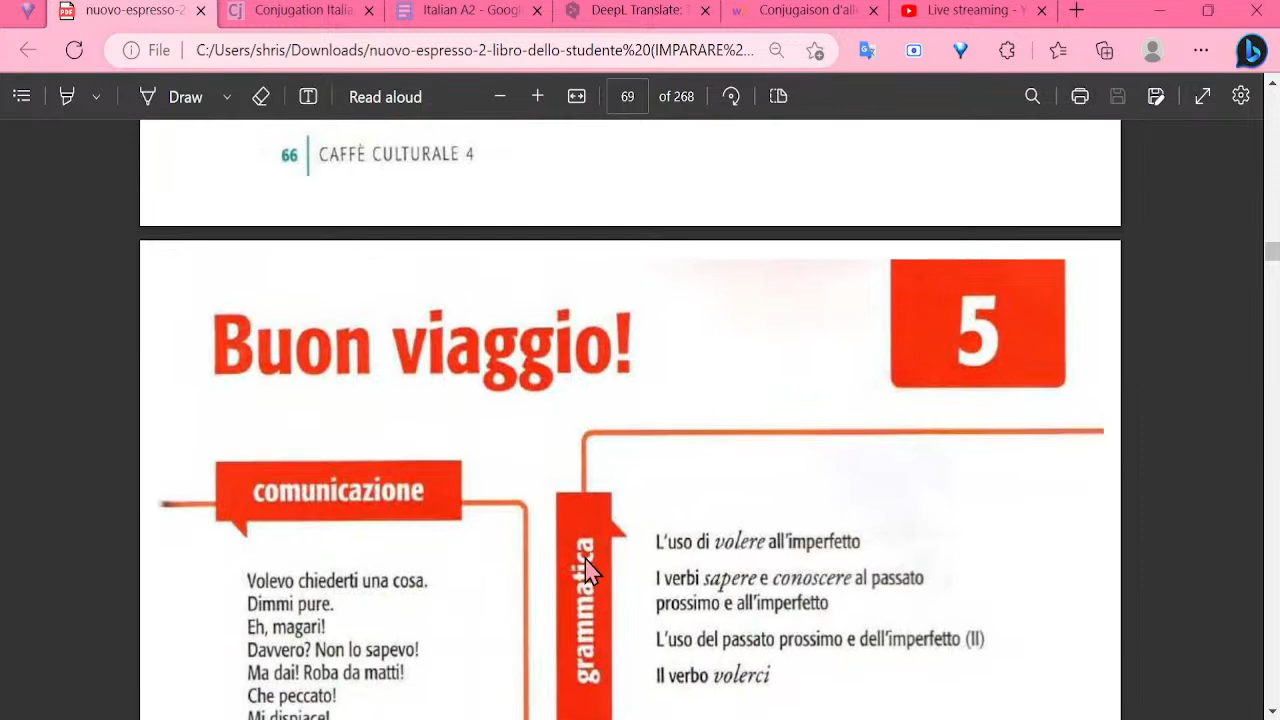 nuovo-espresso-2
Conjugation Itali
Italian A2 - Goog
DeepL Translate: T
Conjugaison d'all
Live streaming - Y
File
C:/Users/shris/Downloads/nuovo-espresso-2-libro-dello-studente%20(IMPARARE%2...
Draw
Read aloud
69
of 268
66
CAFFÈ CULTURALE 4
Buon viaggio!
5
comunicazione
Volevo chiederti una cosa.
Dimmi pure.
Eh, magari!
Davvero? Non lo sapevo!
Ma dai! Roba da matti!
Che peccato!
Mi dispiace!
grammatica
L'uso di volere all'imperfetto
I verbi sapere e conoscere al passato
prossimo e all'imperfetto
L'uso del passato prossimo e dell'imperfetto (II)
Il verbo volerci